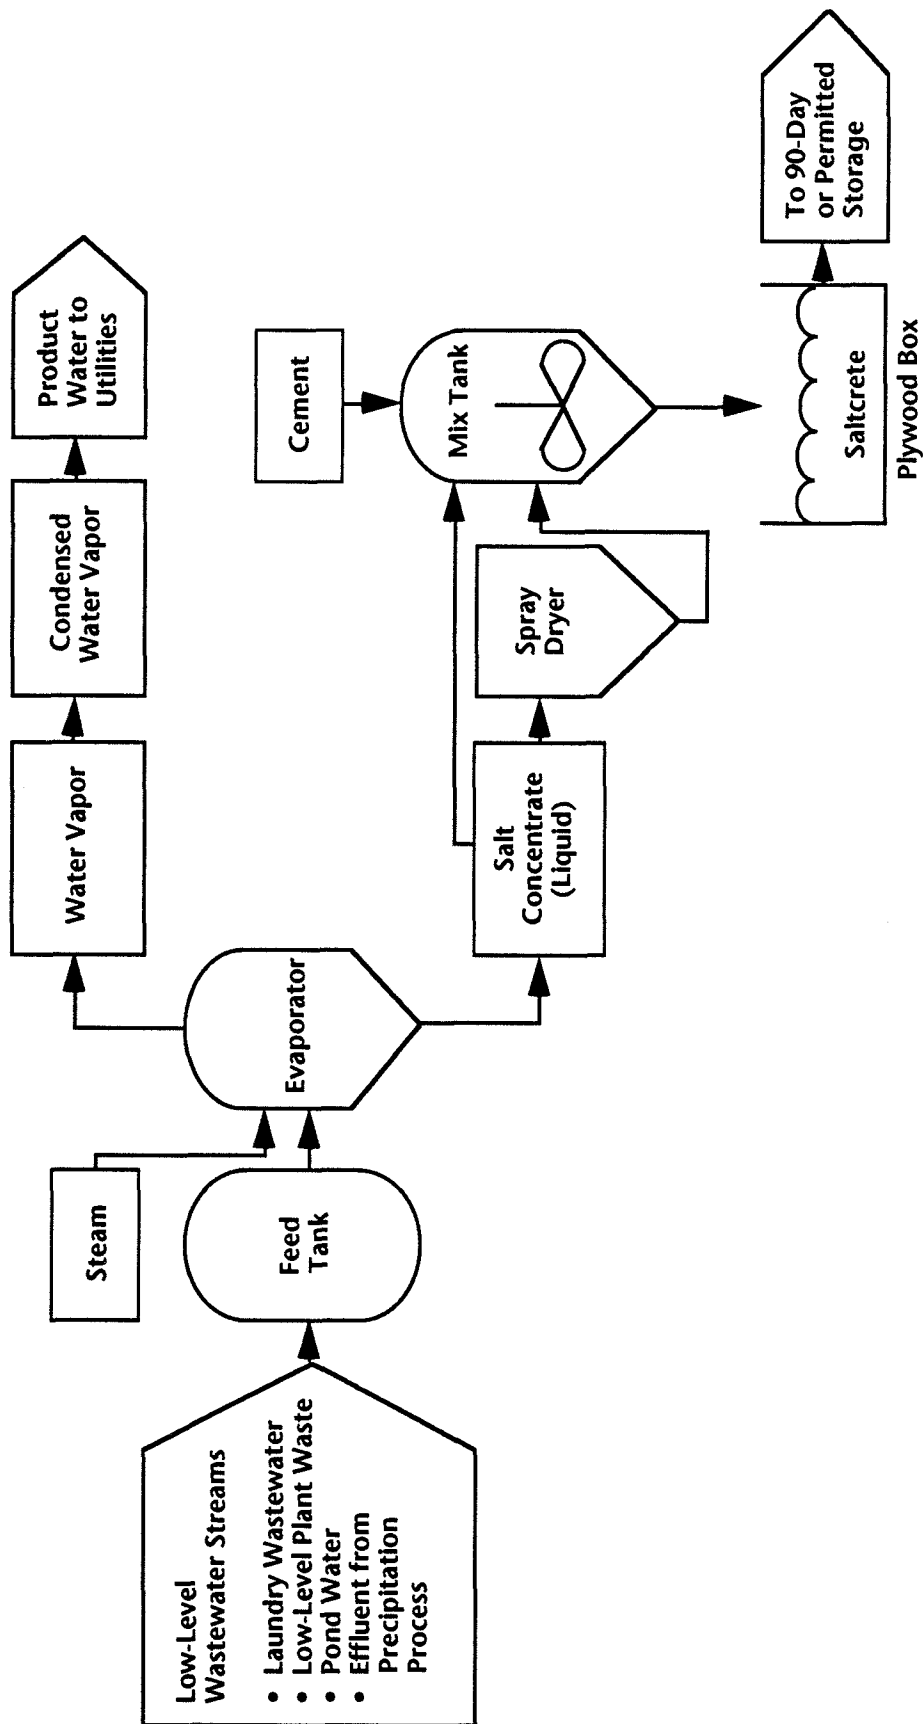 Low-Level
Wastewater Streams
• Laundry Wastewater
• Low-Level Plant Waste
• Pond Water
• Effluent from
Precipitation
Process
Steam
Feed
Tank
Evaporator
Water Vapor
Condensed
Water Vapor
Product
Water to
Utilities
Salt
Concentrate
(Liquid)
Spray
Dryer
Cement
Mix Tank
Saltcrete
Plywood Box
To 90-Day
or Permitted
Storage